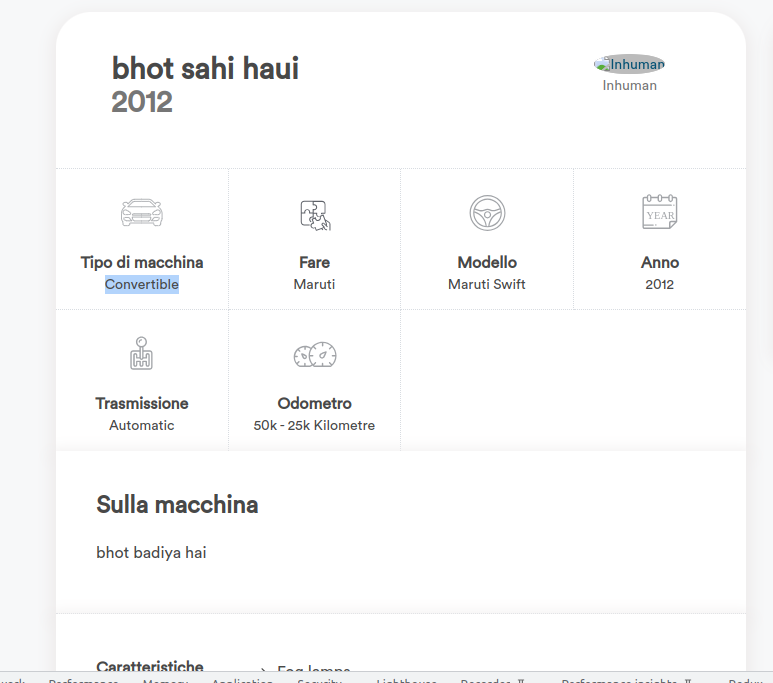 bhot sahi haui
2012
Inhuman
Inhuman
YEAR
Tipo di macchina
Fare
Modello
Anno
Convertible
Maruti
Maruti Swift
2012
Trasmissione
Odometro
Automatic
50k - 25k Kilometre
Sulla macchina
bhot badiya hai
Caratteristiche
Fog lamps
Performance Memory Application Security Lighthouse Recorder Performance insights Redux